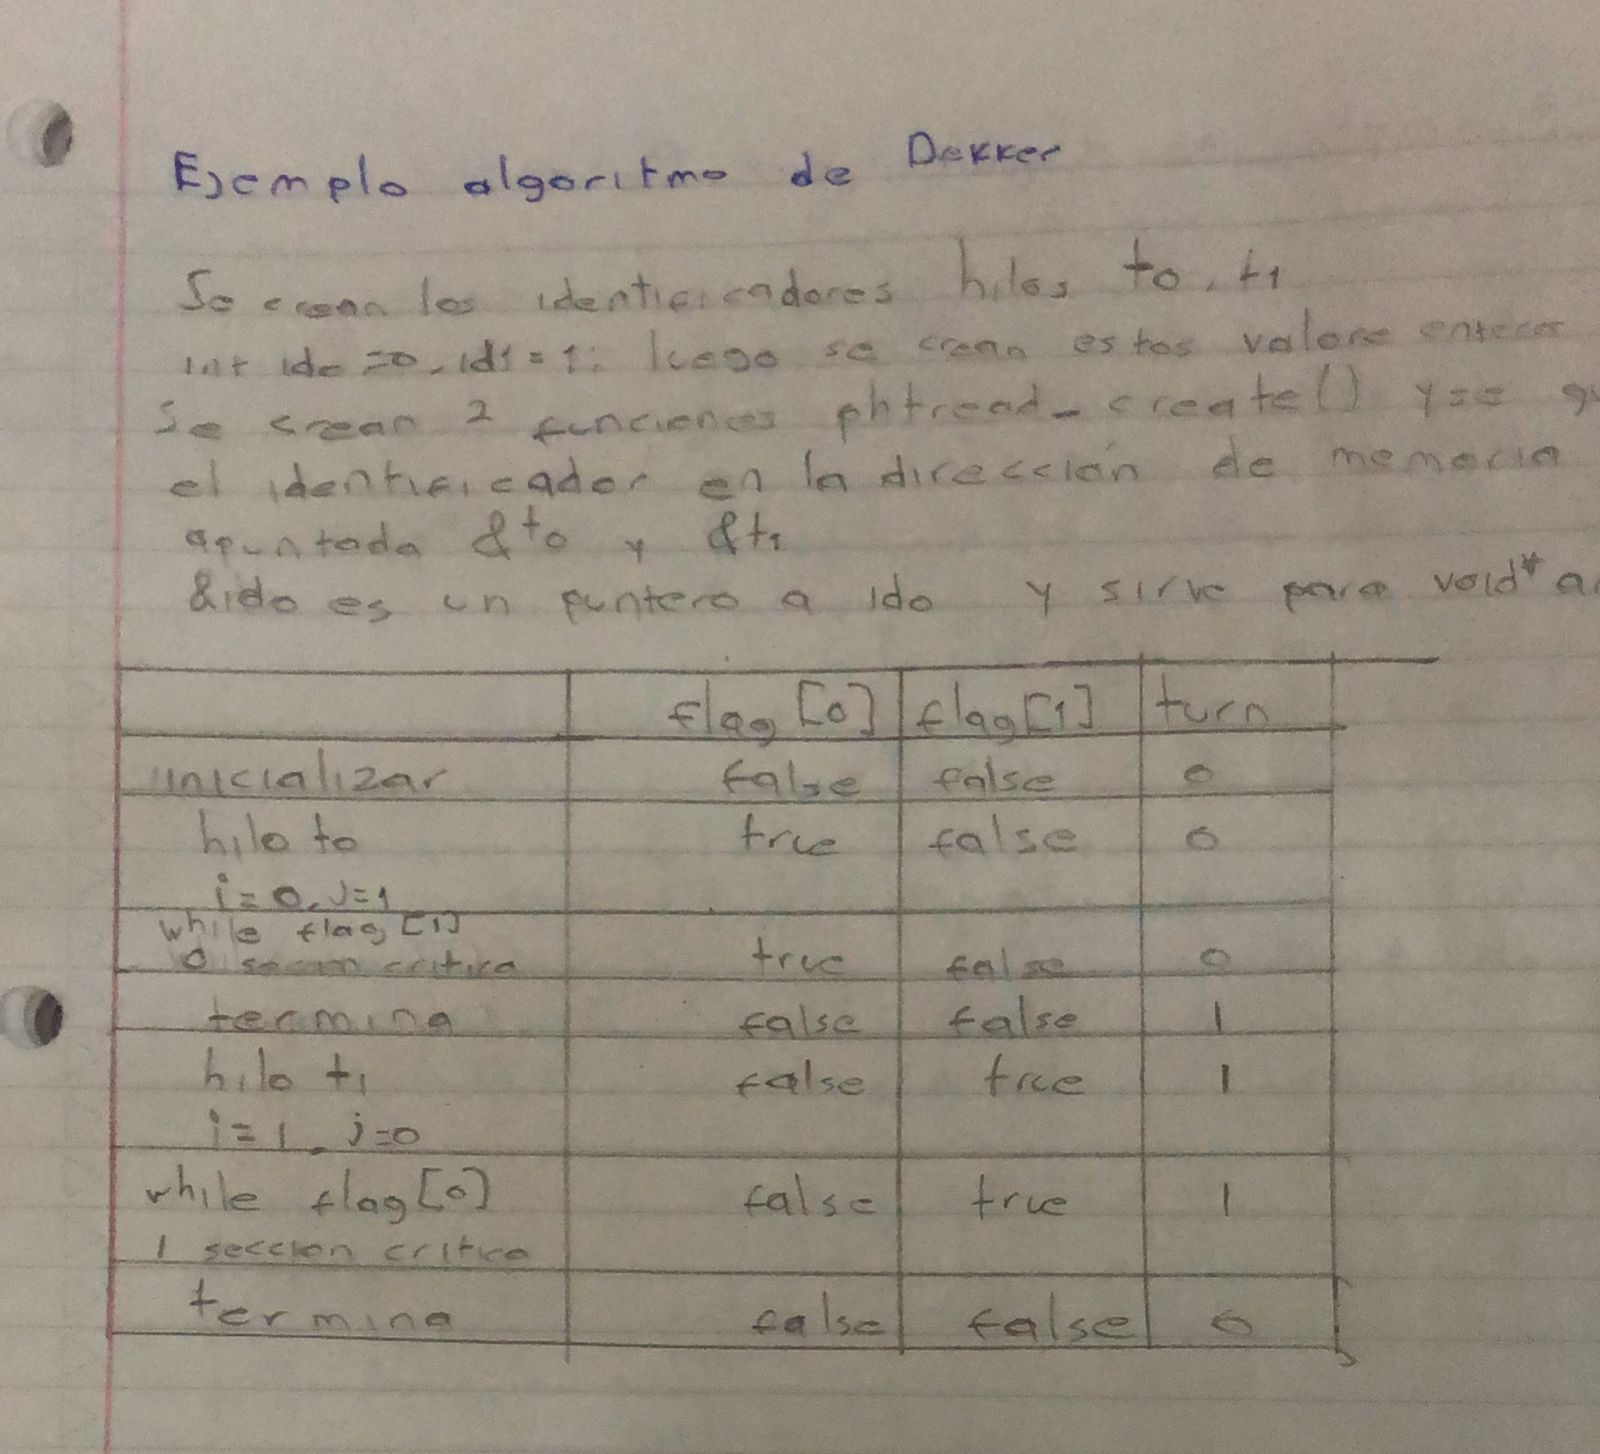 Ejemplo algoritmo de Dekker
Se crean los identificadores hilos t0, t1
int id0 =0, id1 = 1; luego se crean estos valore enteros
Se crean 2 funciones phtread_create() y se
el identificador en la dirección de memoria
apuntada &t0 y &t1
&id0 es un puntero a id0 y sirve para void*
flag [0] flag[1] turn
inicializar false false 0
hilo t0 true false 0
i=0, J=1
while flag [1]
0 critica true false 0
termina false false 1
hilo t1 false true 1
i=1, j=0
while flag[0] false true 1
1 seccion critica
termina false false 0